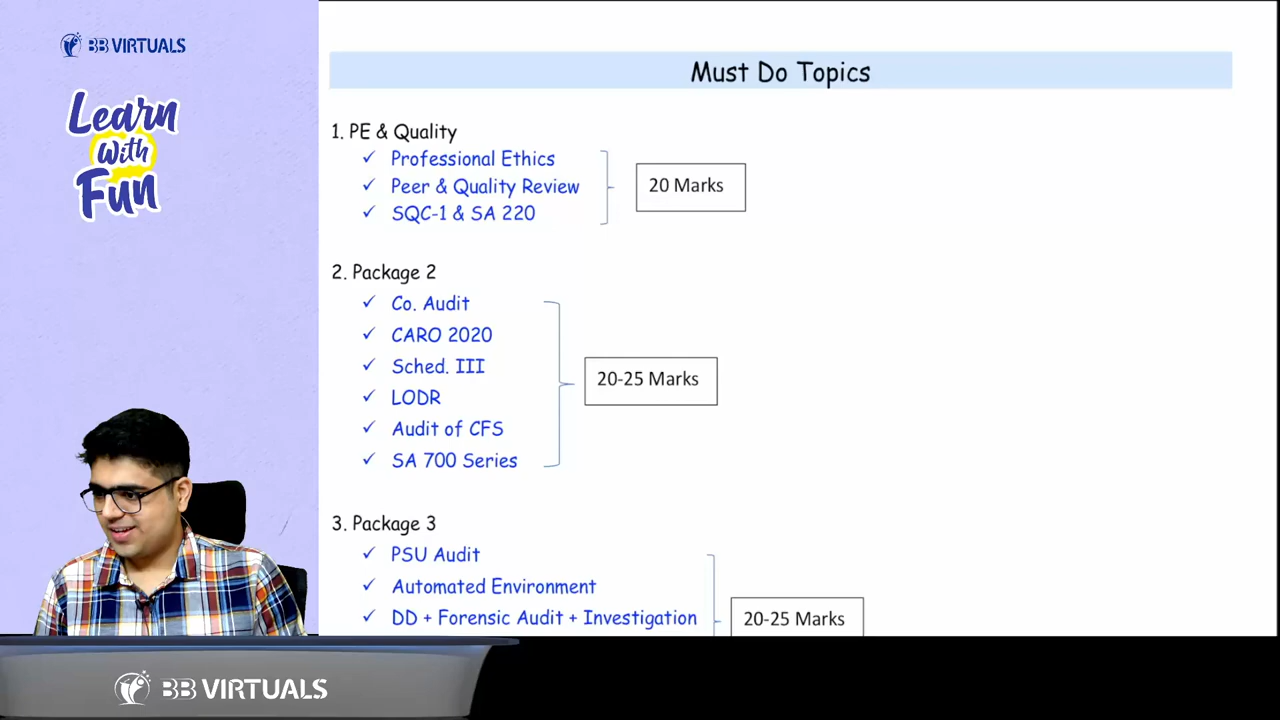 BB VIRTUALS
Learn
With
Fun
Must Do Topics
1. PE & Quality
✓ Professional Ethics
✓ Peer & Quality Review
✓ SQC-1 & SA 220
20 Marks
2. Package 2
✓ Co. Audit
✓ CARO 2020
✓ Sched. III
✓ LODR
✓ Audit of CFS
✓ SA 700 Series
20-25 Marks
3. Package 3
✓ PSU Audit
✓ Automated Environment
✓ DD + Forensic Audit + Investigation
20-25 Marks
BB VIRTUALS